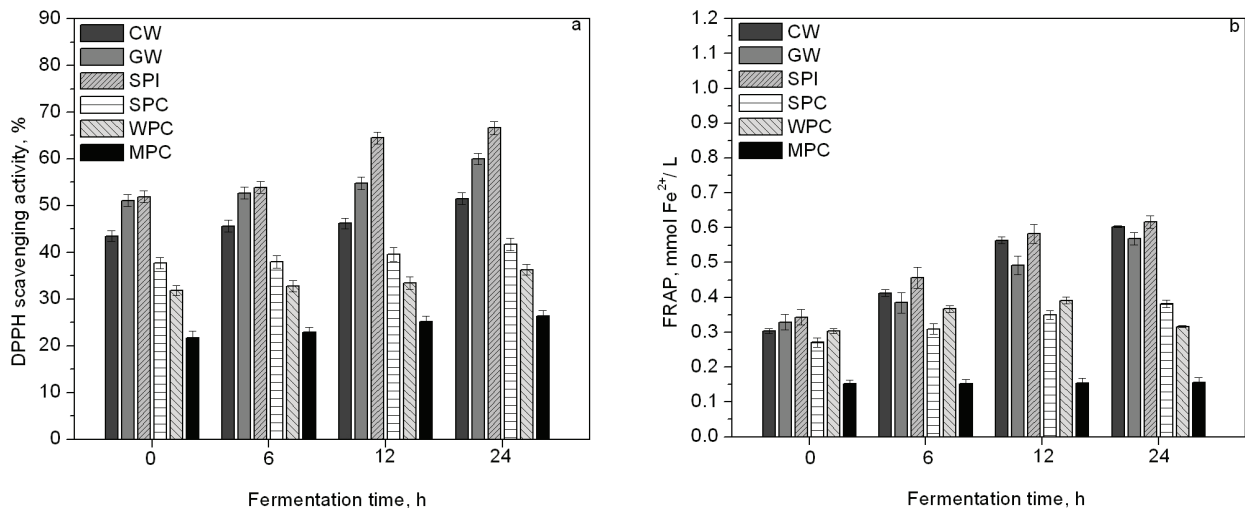 a
CW
GW
SPI
SPC
WPC
MPC
90
80
70
60
50
40
30
20
10
0
DPPH scavenging activity, %
0 6 12 24
Fermentation time, h
b
CW
GW
SPI
SPC
WPC
MPC
1.2
1.1
1.0
0.9
0.8
0.7
0.6
0.5
0.4
0.3
0.2
0.1
0.0
FRAP, mmol Fe²⁺/ L
0 6 12 24
Fermentation time, h